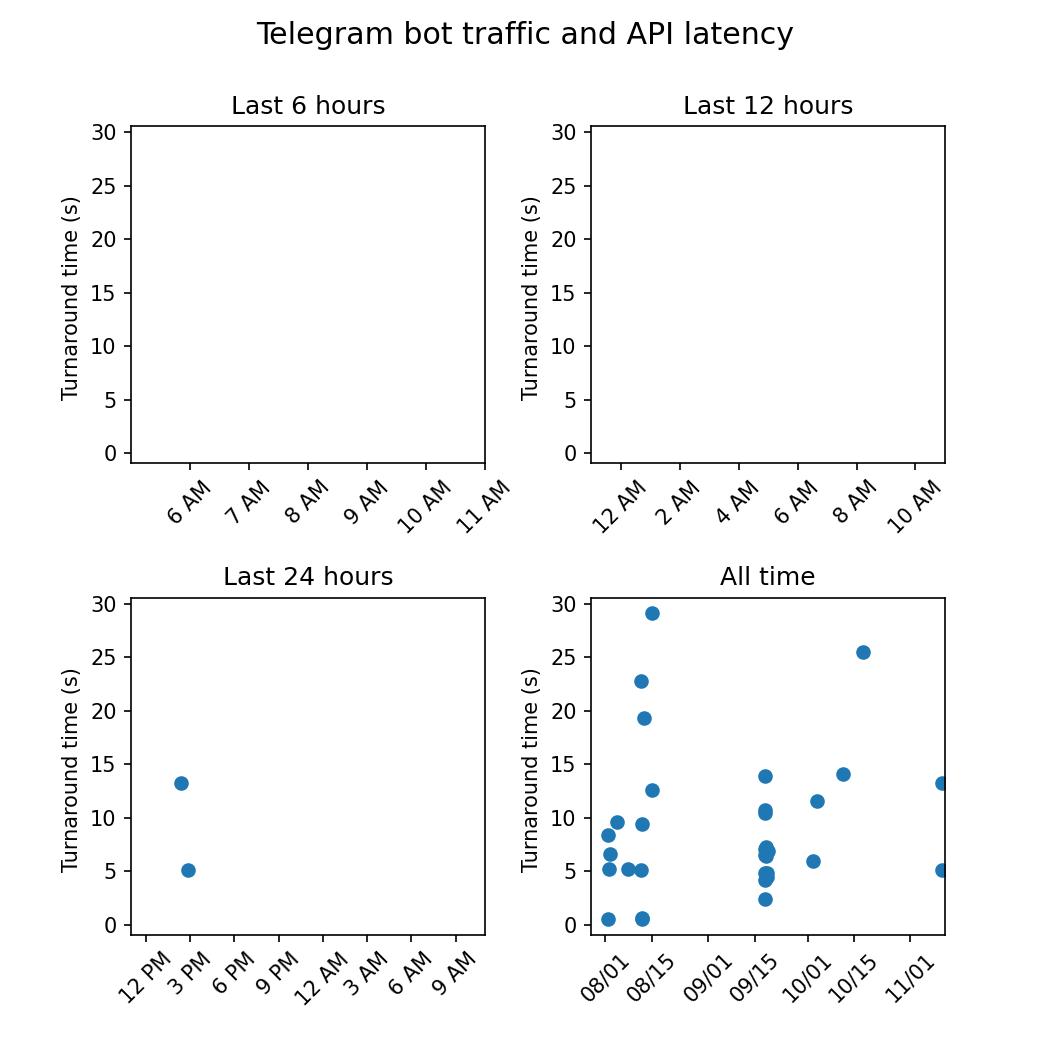 Telegram bot traffic and API latency
Last 6 hours
Turnaround time (s)
30
25
20
15
10
5
0
6 AM
7 AM
8 AM
9 AM
10 AM
11 AM
Last 12 hours
Turnaround time (s)
30
25
20
15
10
5
0
12 AM
2 AM
4 AM
6 AM
8 AM
10 AM
Last 24 hours
Turnaround time (s)
30
25
20
15
10
5
0
12 PM
3 PM
6 PM
9 PM
12 AM
3 AM
6 AM
9 AM
All time
Turnaround time (s)
30
25
20
15
10
5
0
08/01
08/15
09/01
09/15
10/01
10/15
11/01